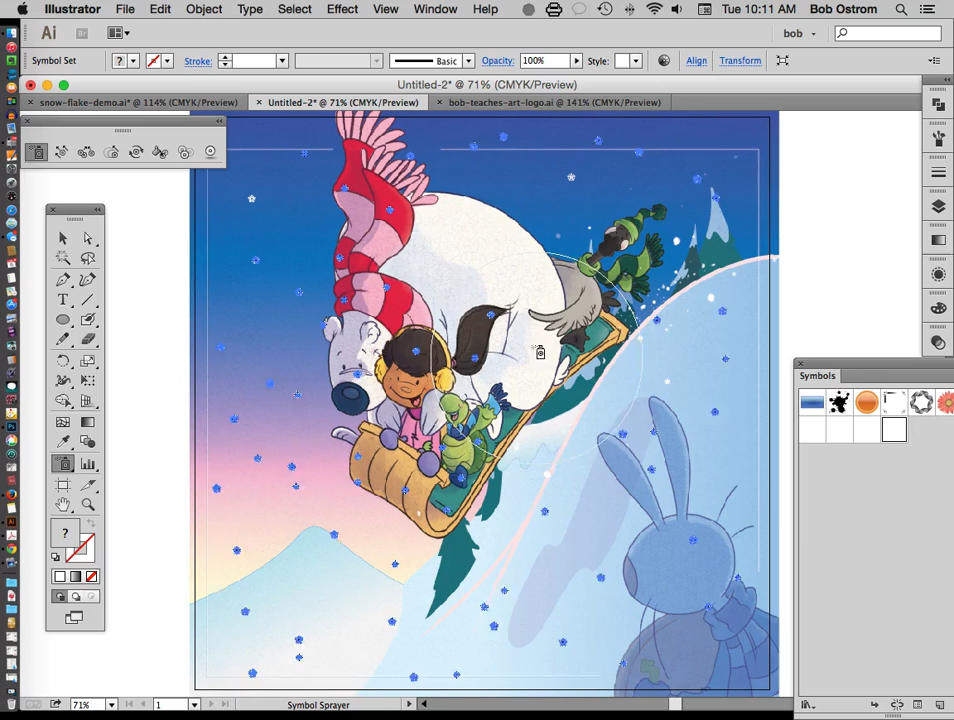 Illustrator File Edit Object Type Select Effect View Window Help Tue 10:11 AM Bob Ostrom
Ai Br bob
Symbol Set ? Stroke: Basic Opacity: 100% Style: Align Transform
Untitled-2* @ 71% (CMYK/Preview)
× snow-flake-demo.ai* @ 114% (CMYK/Preview) × Untitled-2* @ 71% (CMYK/Preview) × bob-teaches-art-logo.ai @ 141% (CMYK/Preview)
T
Symbols
?
71% 1 Symbol Sprayer